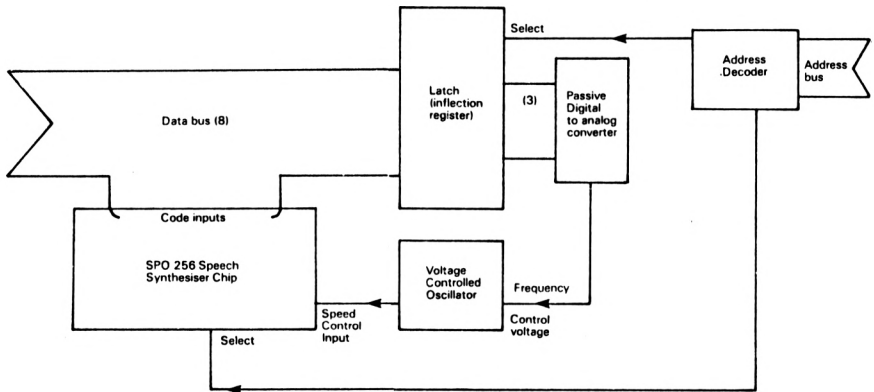 Select
Address
.Decoder
Address
bus
Latch
(inflection
register)
(3)
Passive
Digital
to analog
converter
Data bus (8)
Code inputs
SPO 256 Speech
Synthesiser Chip
Voltage
Controlled
Oscillator
Frequency
Control
voltage
Speed
Control
Input
Select